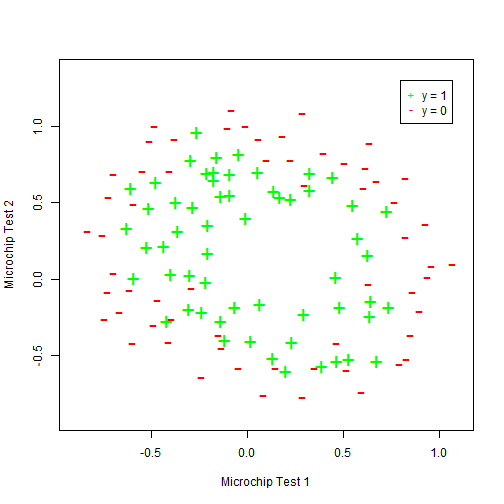 + y = 1
- y = 0
1.0
0.5
0.0
-0.5
Microchip Test 2
-0.5 0.0 0.5 1.0
Microchip Test 1